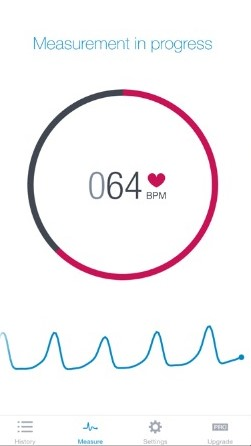 Measurement in progress
064
BPM
History
Measure
Settings
PRO
Upgrade